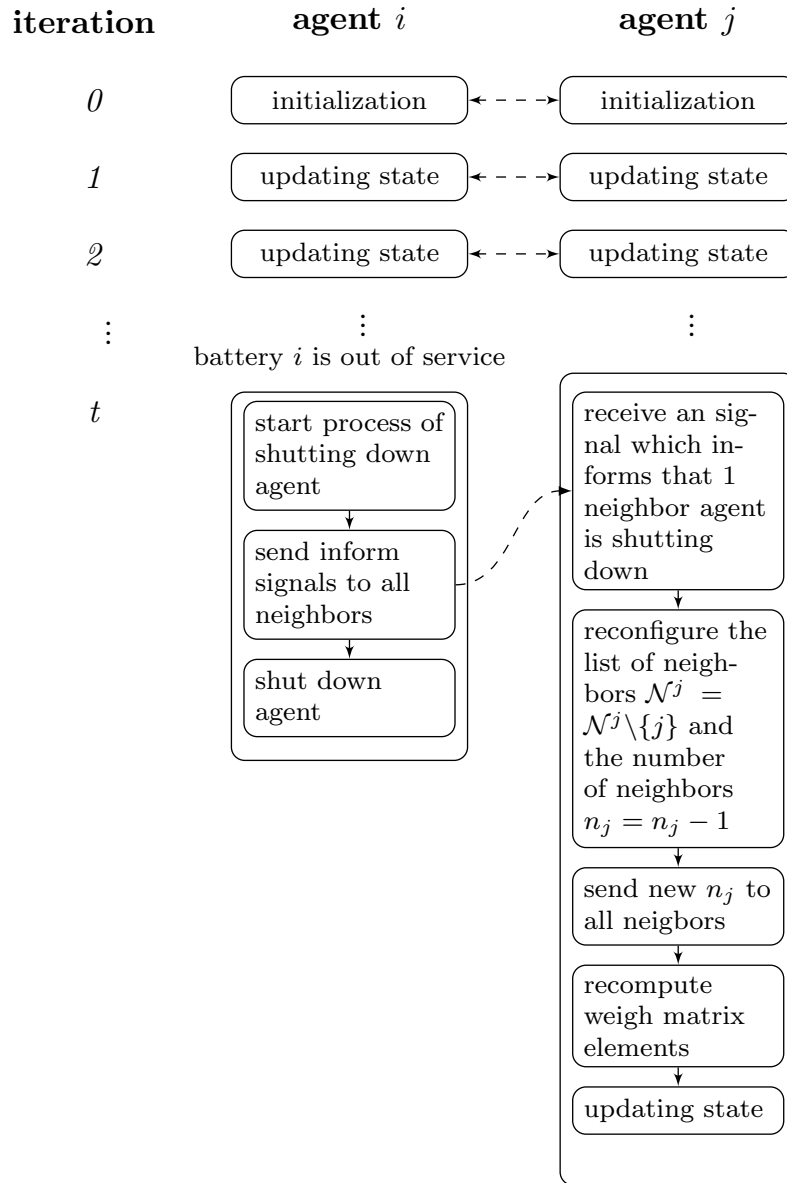 iteration agent i agent j
0 initialization initialization
1 updating state updating state
2 updating state updating state
⋮ ⋮ ⋮
battery i is out of service
t
start process of
shutting down
agent
send inform
signals to all
neighbors
shut down
agent
receive an sig-
nal which in-
forms that 1
neighbor agent
is shutting
down
reconfigure the
list of neigh-
bors 𝒩^j =
𝒩^j\{j} and
the number
of neighbors
n_j = n_j − 1
send new n_j to
all neigbors
recompute
weigh matrix
elements
updating state